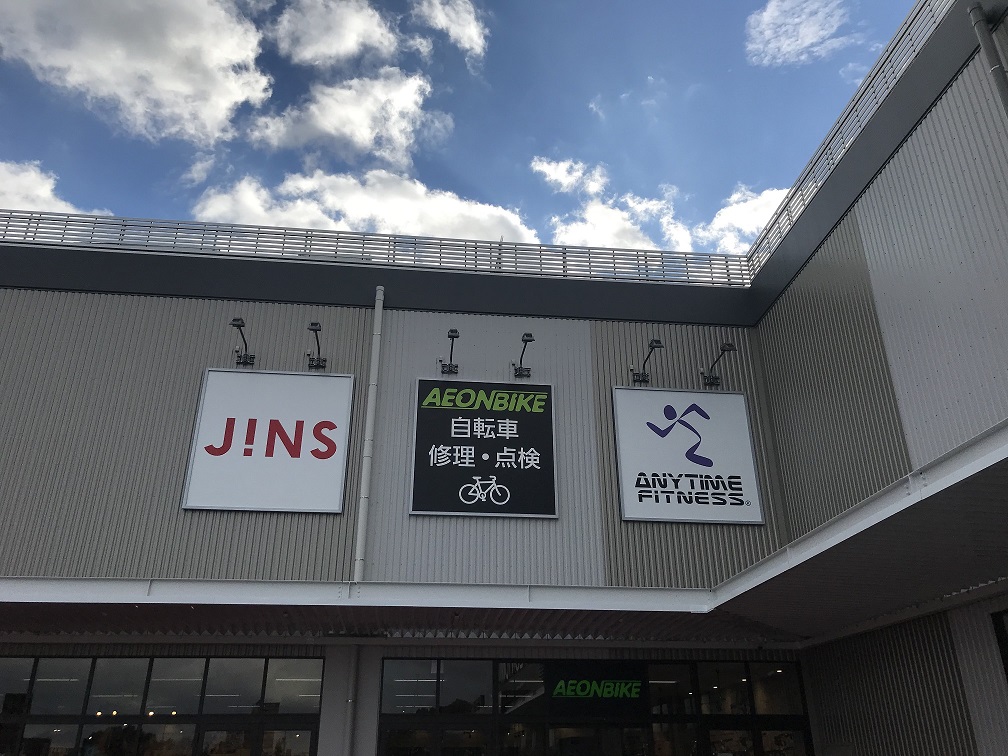 J!NS
AEONBIKE
自転車
修理・点検
ANYTIME
FITNESS®
AEONBIKE